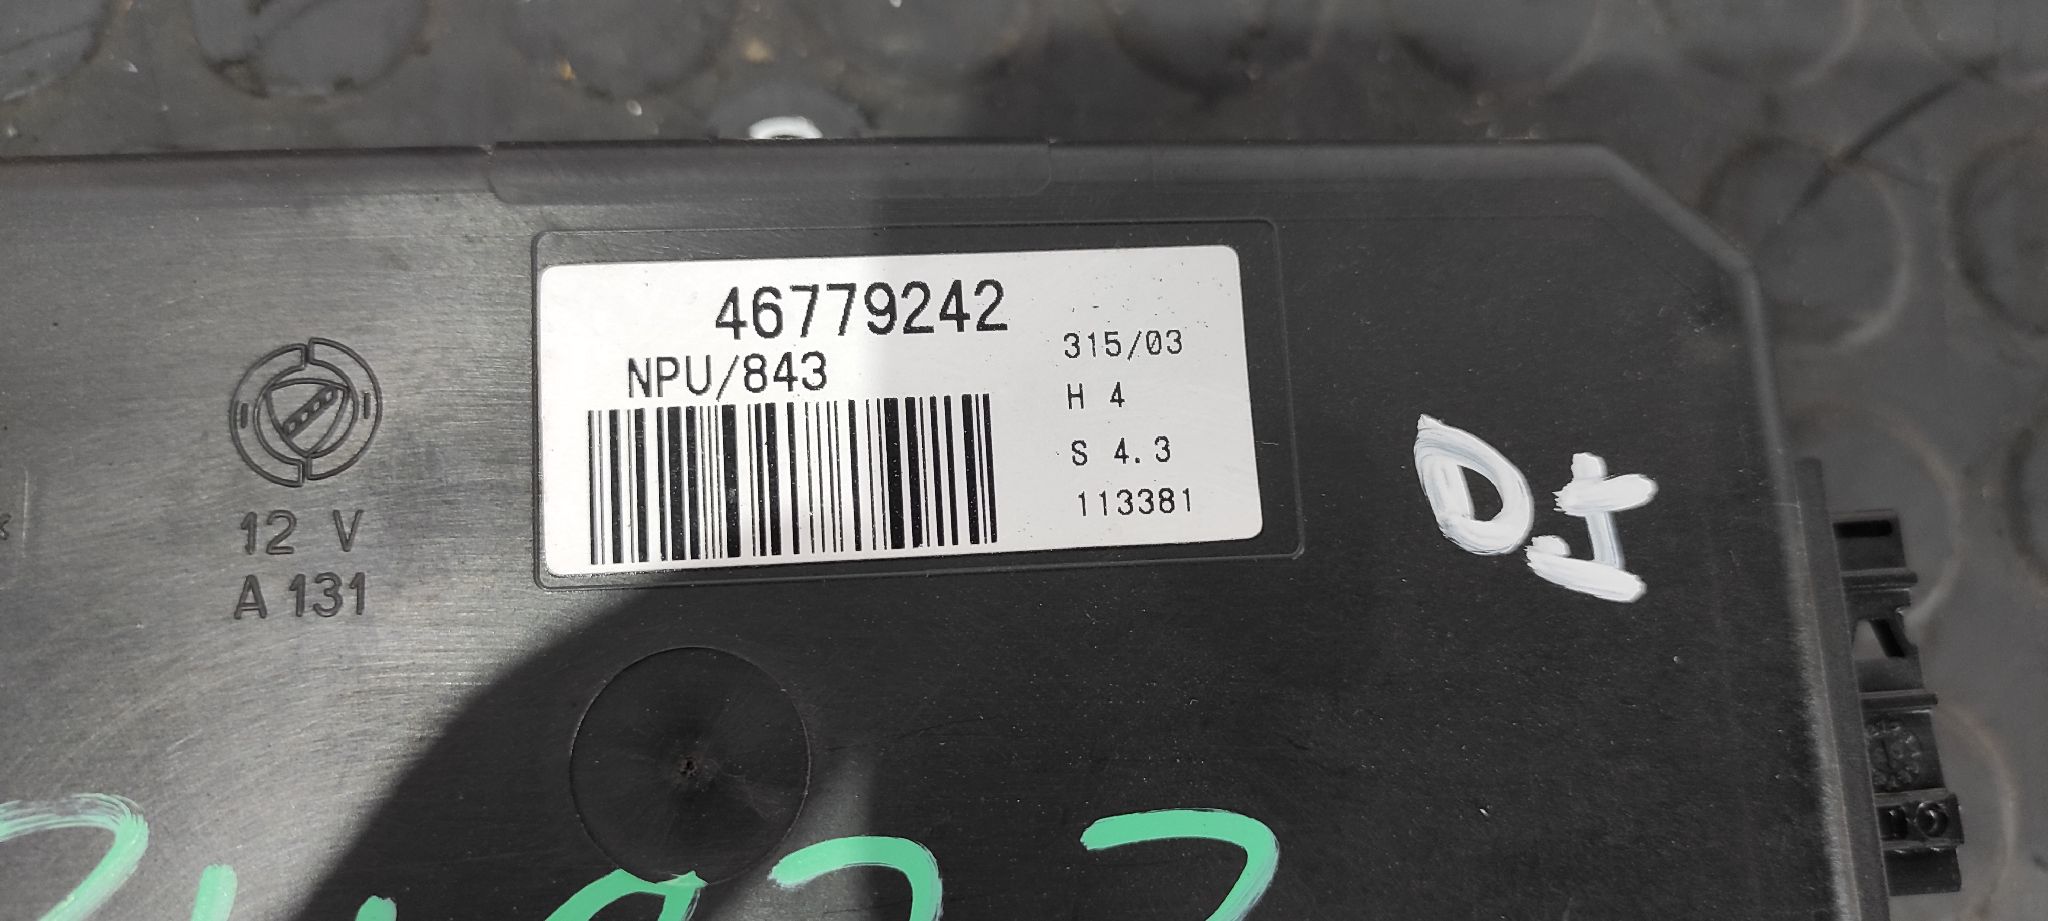 46779242
NPU/843
315/03
H 4
S 4.3
113381
12 V
A 131